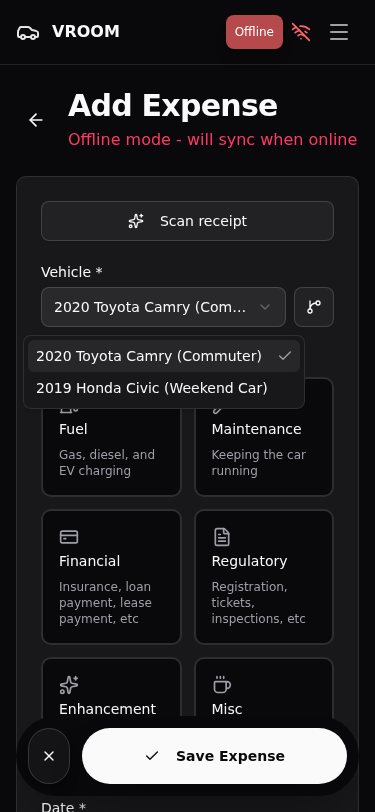 VROOM
Offline
Add Expense
Offline mode - will sync when online
Scan receipt
Vehicle *
2020 Toyota Camry (Com...
2020 Toyota Camry (Commuter)
2019 Honda Civic (Weekend Car)
Fuel
Gas, diesel, and
EV charging
Maintenance
Keeping the car
running
Financial
Insurance, loan
payment, lease
payment, etc
Regulatory
Registration,
tickets,
inspections, etc
Enhancement
Misc
Save Expense
Date *